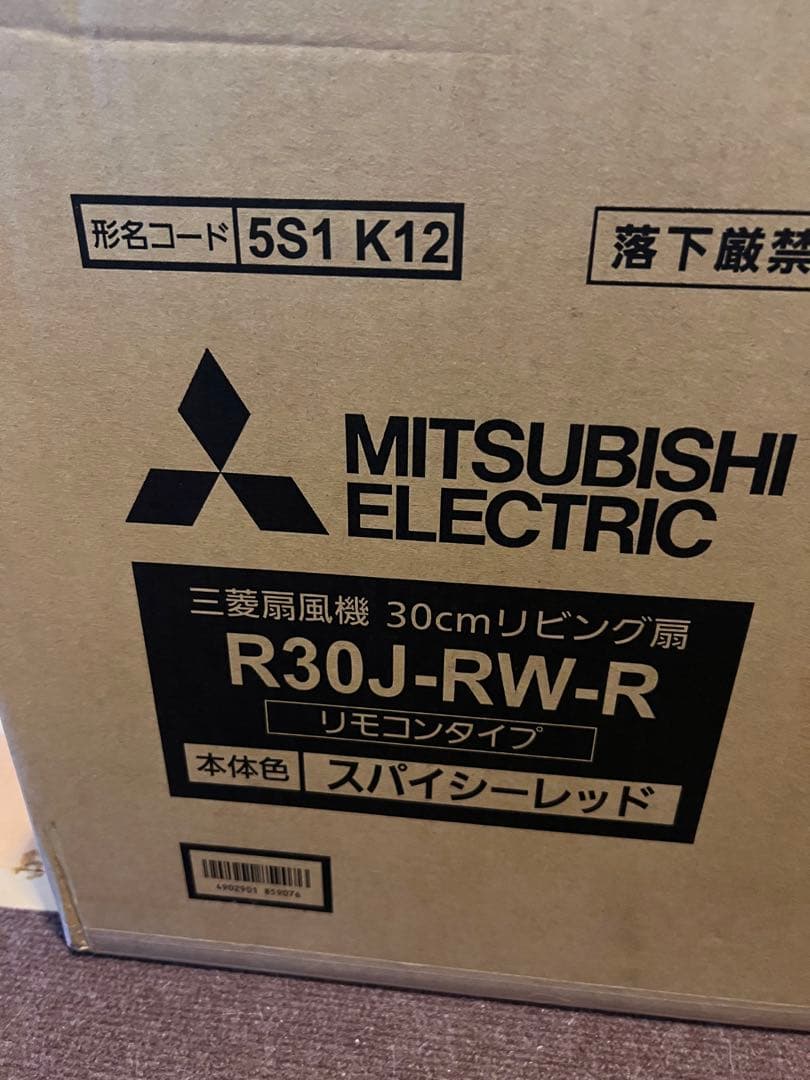 形名コード 5S1 K12
落下厳禁
MITSUBISHI
ELECTRIC
三菱扇風機 30cmリビング扇
R30J-RW-R
リモコンタイプ
本体色 スパイシーレッド
4902901 859076